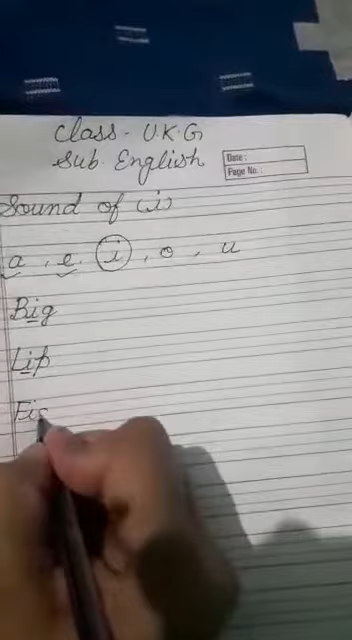 Class - U.K.G
Sub. English
Date :
Page No. :
Sound of (i)
a, e, i, o, u
Big
Lip